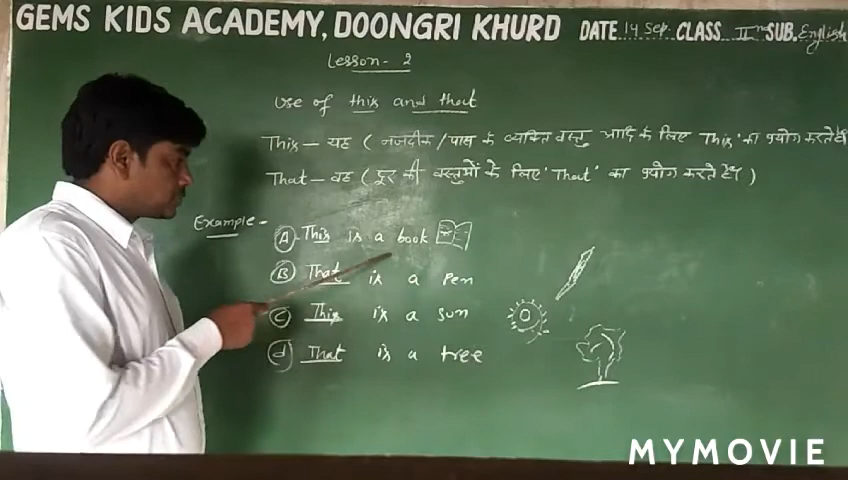 GEMS KIDS ACADEMY, DOONGRI KHURD DATE 14 Sep. CLASS IInd SUB. English
Lesson - 2
Use of this and that
This - यह ( नजदीक/पास के व्यक्ति वस्तु आदि के लिए 'This' का प्रयोग करते है)
That - वह ( दूर की वस्तुओं के लिए 'That' का प्रयोग करते है। )
Example -
(A) This is a book
(B) That is a Pen
(C) This is a sun
(d) That is a tree
MYMOVIE